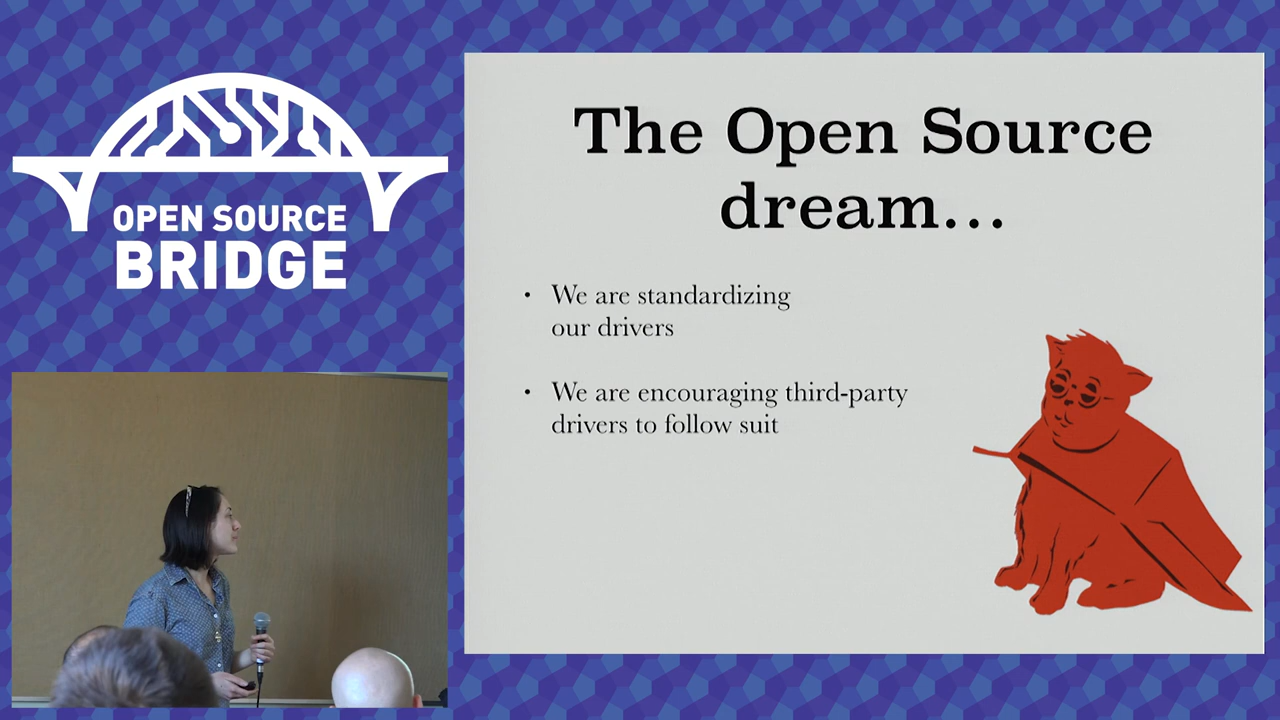 OPEN SOURCE
BRIDGE
The Open Source
dream...
• We are standardizing
our drivers
• We are encouraging third-party
drivers to follow suit